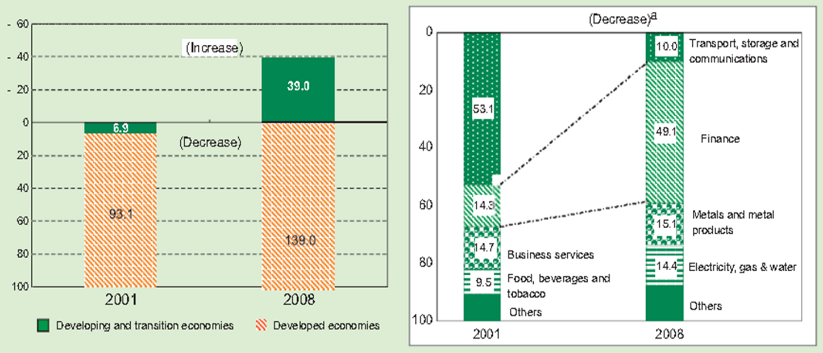 - 60
- 40
- 20
0
20
40
60
80
100
(Increase)
39.0
6.9
(Decrease)
93.1
139.0
2001
2008
Developing and transition economies
Developed economies
(Decrease)a
0
20
40
60
80
100
53.1
14.3
14.7
Business services
9.5
Food, beverages and
tobacco
Others
10.0
Transport, storage and
communications
49.1
Finance
15.1
Metals and metal
products
14.4
Electricity, gas & water
Others
2001
2008